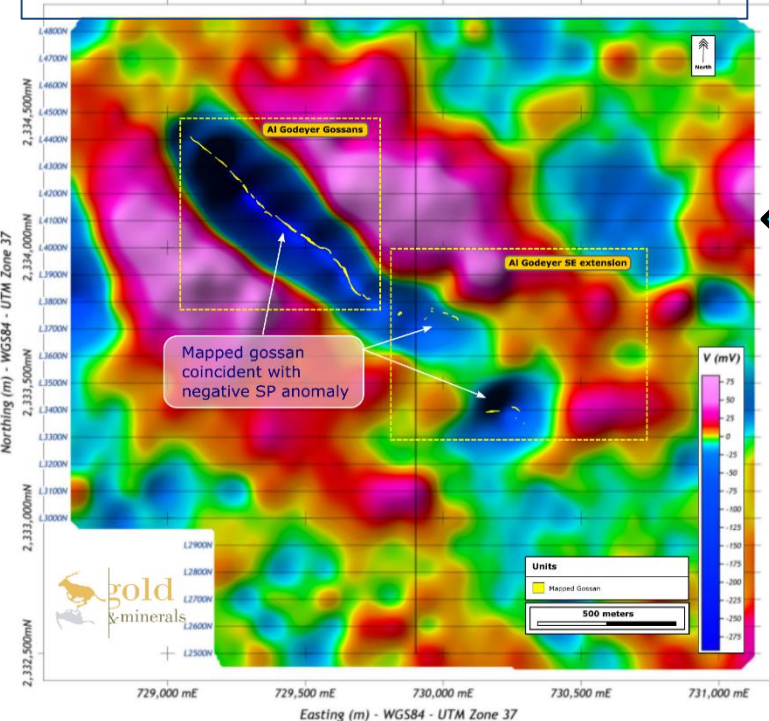 L4800N
L4700N
L4600N
L4500N
L4400N
L4300N
L4200N
L4100N
L4000N
L3900N
L3800N
L3700N
L3600N
L3500N
L3400N
L3300N
L3200N
L3100N
L3000N
L2900N
L2800N
L2700N
L2600N
L2500N
2,334,500mN
2,334,000mN
2,333,500mN
2,333,000mN
2,332,500mN
Northing (m) - WGS84 - UTM Zone 37
North
Al Godeyer Gossans
Al Godeyer SE extension
Mapped gossan
coincident with
negative SP anomaly
V (mV)
75
50
25
0
-25
-50
-75
-100
-125
-150
-175
-200
-225
-250
-275
gold
&minerals
Units
Mapped Gossan
500 meters
729,000 mE
729,500 mE
730,000 mE
730,500 mE
731,000 mE
Easting (m) - WGS84 - UTM Zone 37